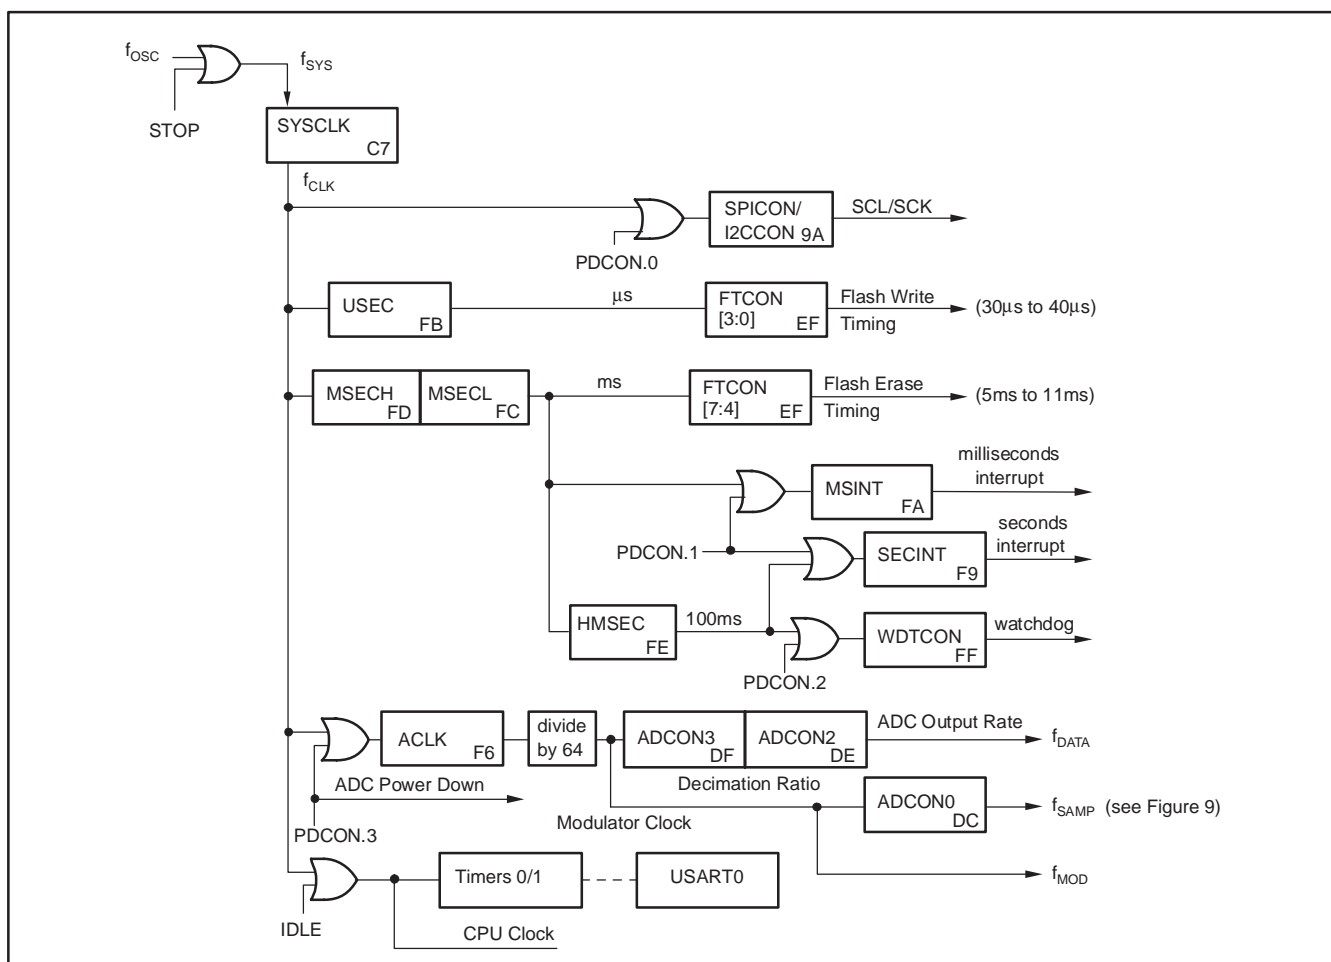 fOSC
fSYS
STOP
SYSCLK
C7
fCLK
SPICON/
I2CCON 9A
SCL/SCK
PDCON.0
USEC
FB
μs
FTCON
[3:0]
EF
Flash Write
Timing
(30μs to 40μs)
MSECH
FD
MSECL
FC
ms
FTCON
[7:4]
EF
Flash Erase
Timing
(5ms to 11ms)
MSINT
FA
milliseconds
interrupt
PDCON.1
SECINT
F9
seconds
interrupt
HMSEC
FE
100ms
WDTCON
FF
watchdog
PDCON.2
ACLK
F6
divide
by 64
ADCON3
DF
ADCON2
DE
ADC Output Rate
fDATA
ADC Power Down
Decimation Ratio
PDCON.3
Modulator Clock
ADCON0
DC
fSAMP (see Figure 9)
Timers 0/1
USART0
fMOD
IDLE
CPU Clock